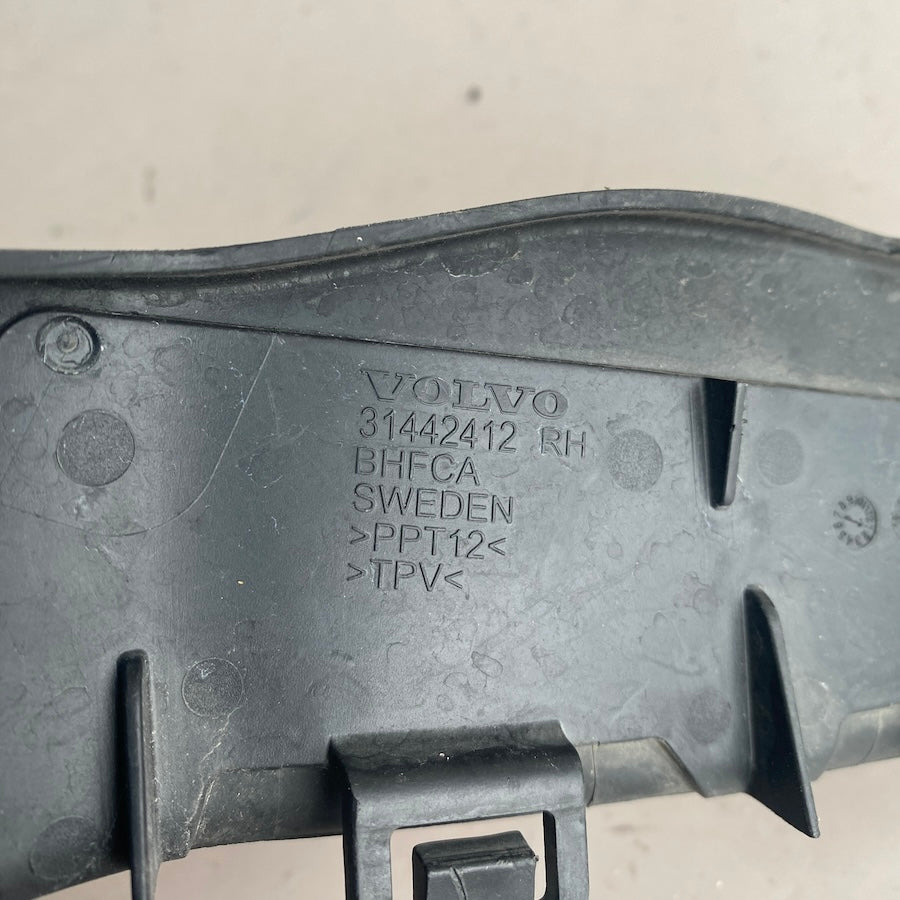 VOLVO
31442412 RH
BHFCA
SWEDEN
>PPT12<
>TPV<